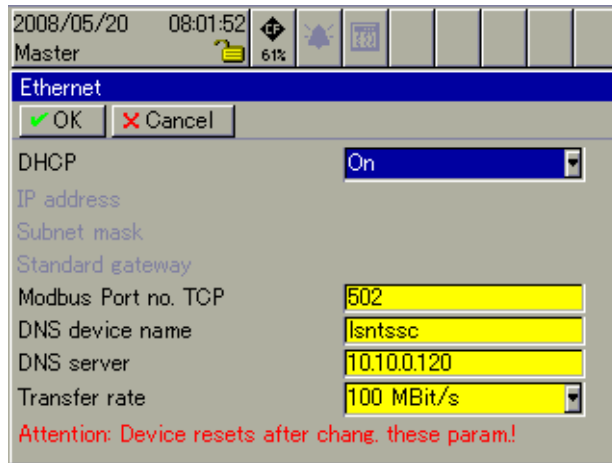 2008/05/20 08:01:52
Master
CF
61%
Ethernet
OK Cancel
DHCP On
IP address
Subnet mask
Standard gateway
Modbus Port no. TCP 502
DNS device name lsntssc
DNS server 10.10.0.120
Transfer rate 100 MBit/s
Attention: Device resets after chang. these param.!